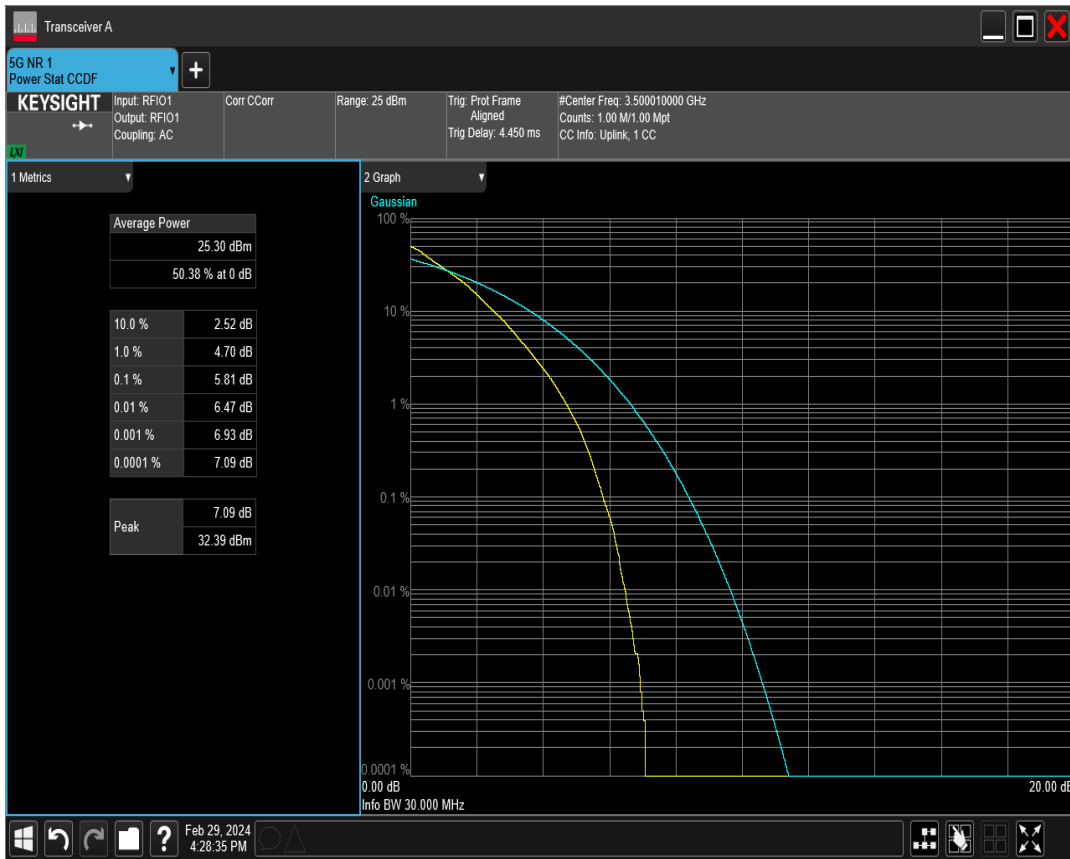 Transceiver A
5G NR 1
Power Stat CCDF
+
KEYSIGHT
LXI
Input: RFIO1
Output: RFIO1
Coupling: AC
Corr CCorr
Range: 25 dBm
Trig: Prot Frame
Aligned
Trig Delay: 4.450 ms
#Center Freq: 3.500010000 GHz
Counts: 1.00 M/1.00 Mpt
CC Info: Uplink, 1 CC
1 Metrics
Average Power
25.30 dBm
50.38 % at 0 dB
10.0 % 2.52 dB
1.0 % 4.70 dB
0.1 % 5.81 dB
0.01 % 6.47 dB
0.001 % 6.93 dB
0.0001 % 7.09 dB
Peak
7.09 dB
32.39 dBm
2 Graph
Gaussian
100 %
10 %
1 %
0.1 %
0.01 %
0.001 %
0.0001 %
0.00 dB 20.00 dB
Info BW 30.000 MHz
? Feb 29, 2024
4:28:35 PM